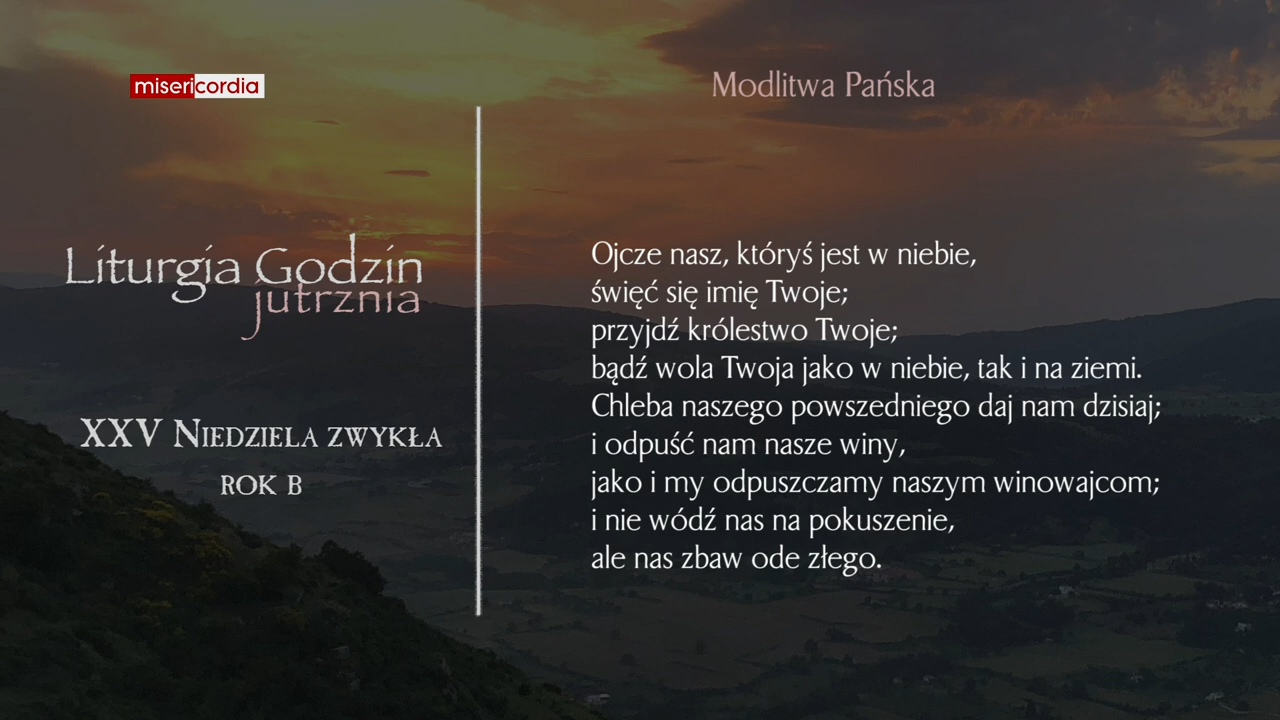 misericordia
Liturgia Godzin
jutrznia
XXV Niedziela zwykła
rok B
Modlitwa Pańska
Ojcze nasz, któryś jest w niebie,
święć się imię Twoje;
przyjdź królestwo Twoje;
bądź wola Twoja jako w niebie, tak i na ziemi.
Chleba naszego powszedniego daj nam dzisiaj;
i odpuść nam nasze winy,
jako i my odpuszczamy naszym winowajcom;
i nie wódź nas na pokuszenie,
ale nas zbaw ode złego.